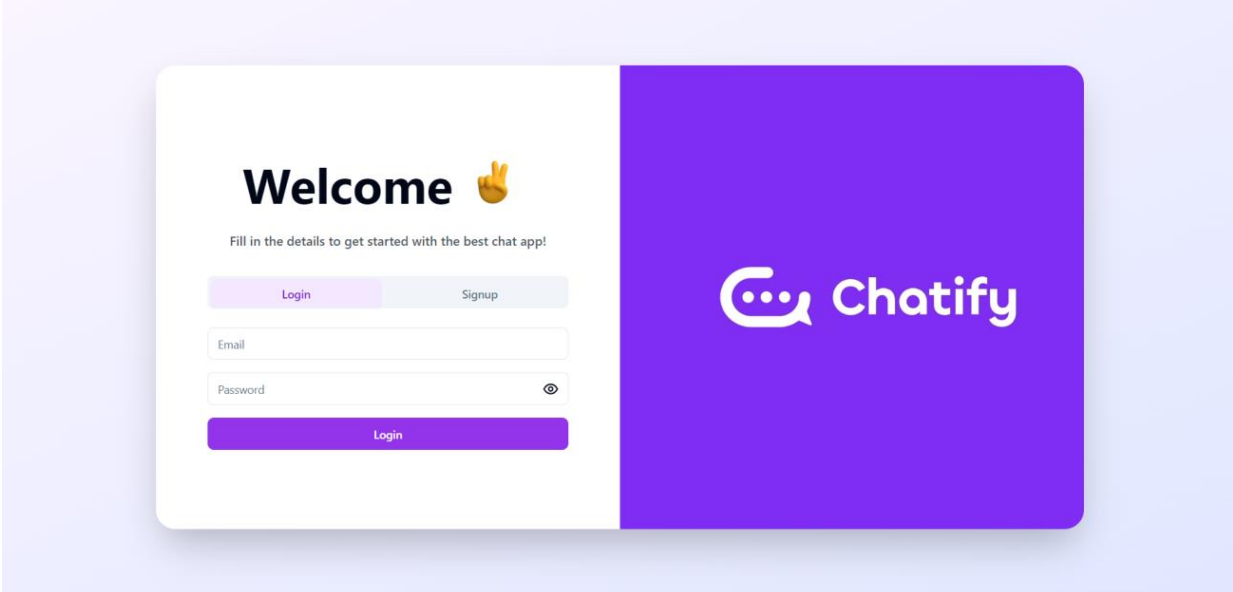 Welcome ✌️
Fill in the details to get started with the best chat app!
Login Signup
Email
Password
Login
Chatify